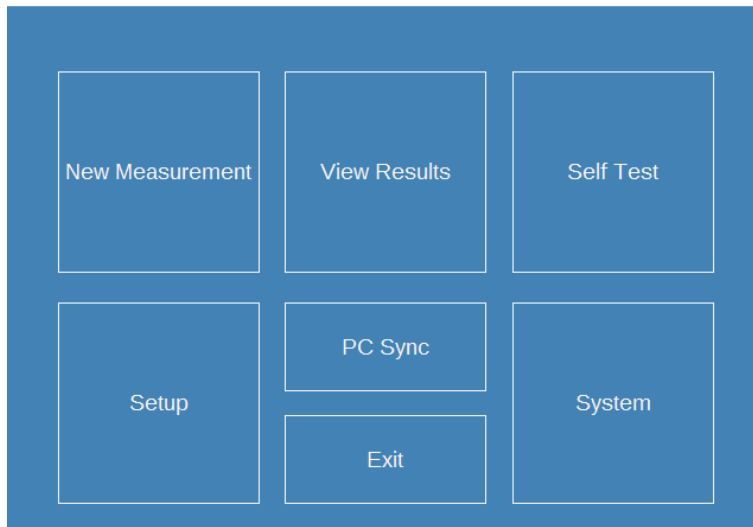 New Measurement
View Results
Self Test
Setup
PC Sync
Exit
System